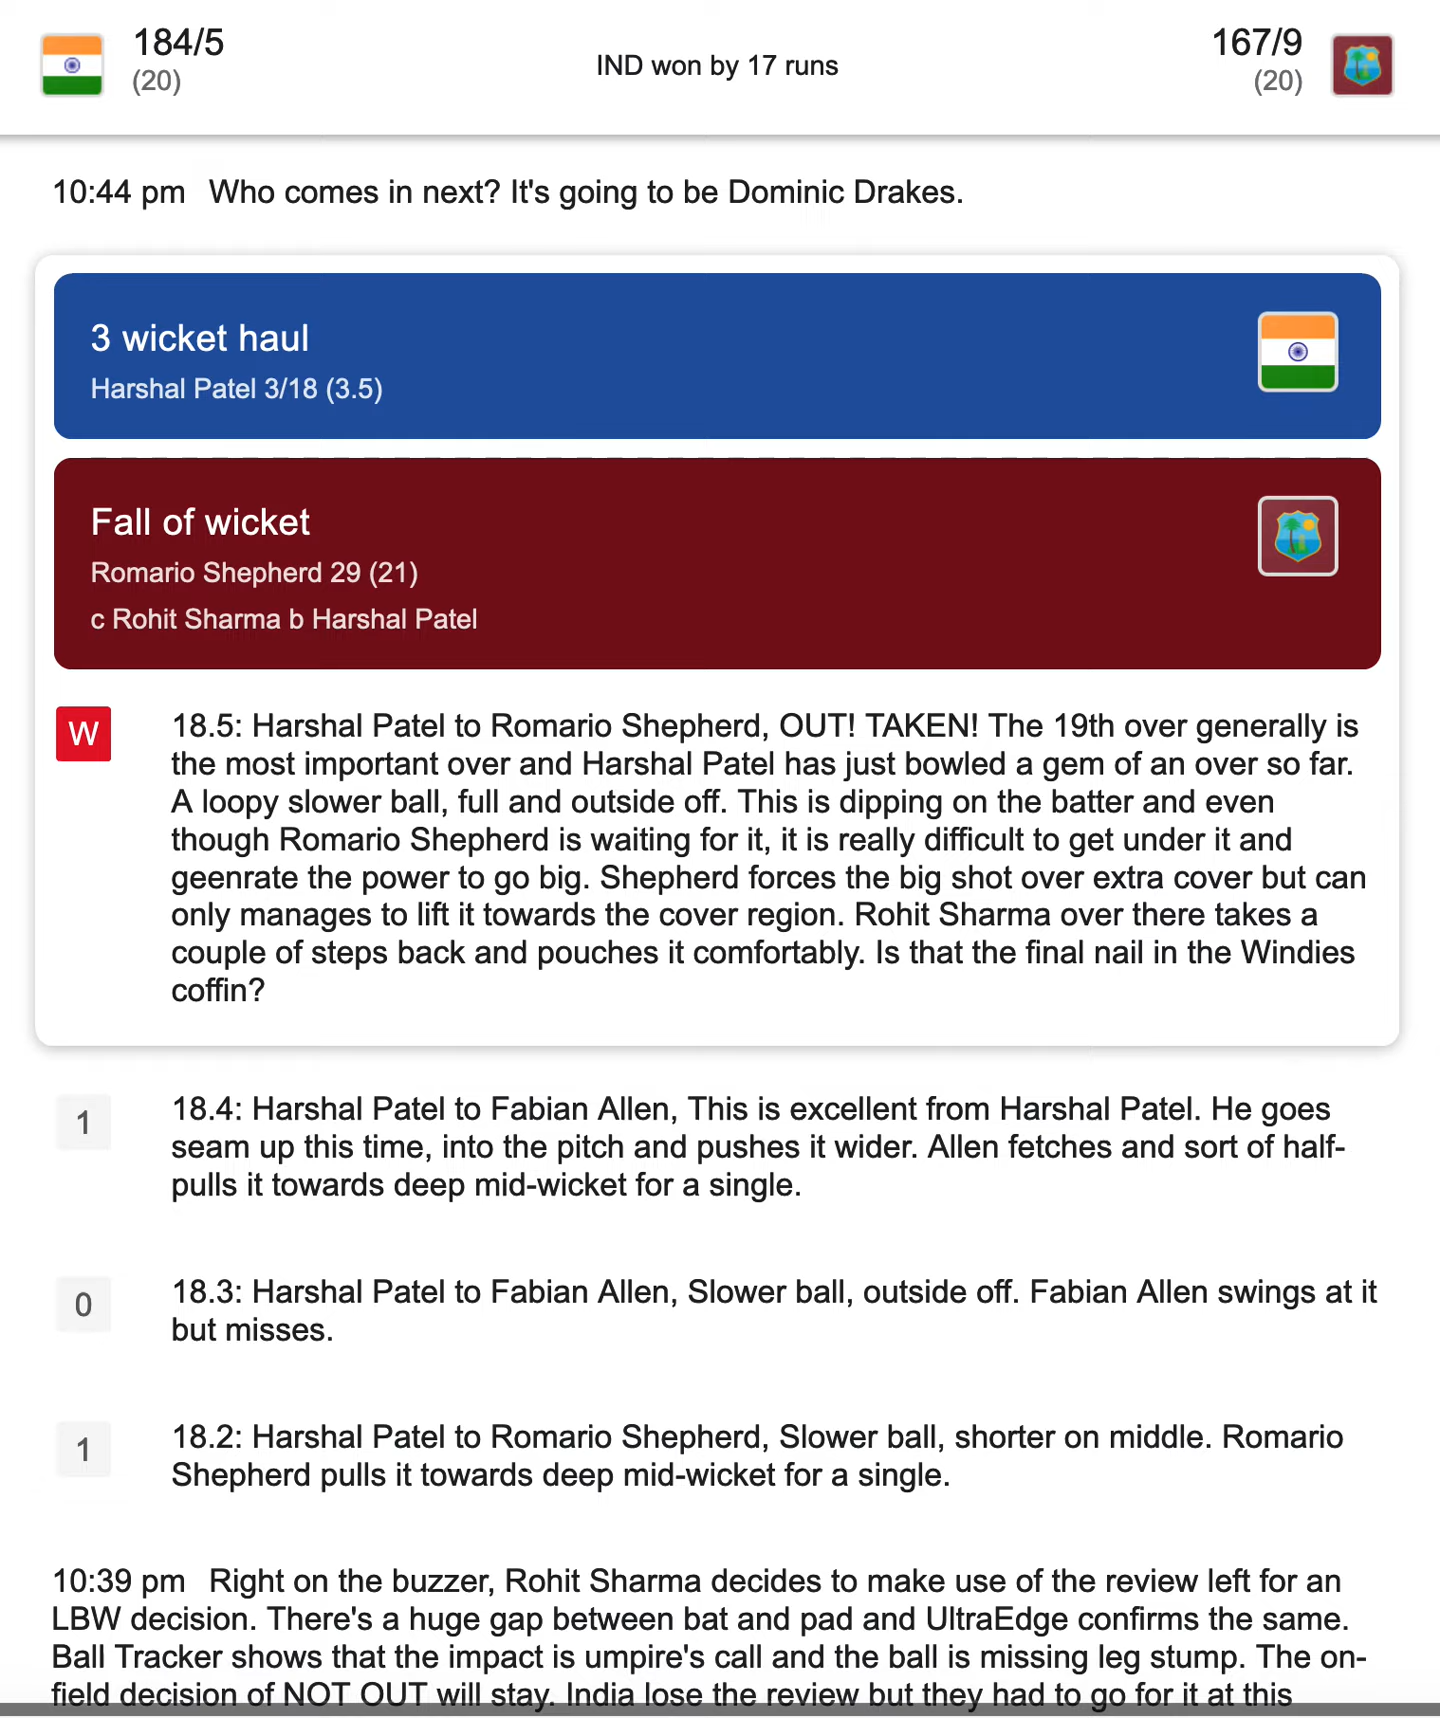 184/5
(20)
IND won by 17 runs
167/9
(20)
10:44 pm Who comes in next? It's going to be Dominic Drakes.
3 wicket haul
Harshal Patel 3/18 (3.5)
Fall of wicket
Romario Shepherd 29 (21)
c Rohit Sharma b Harshal Patel
W
18.5: Harshal Patel to Romario Shepherd, OUT! TAKEN! The 19th over generally is
the most important over and Harshal Patel has just bowled a gem of an over so far.
A loopy slower ball, full and outside off. This is dipping on the batter and even
though Romario Shepherd is waiting for it, it is really difficult to get under it and
geenrate the power to go big. Shepherd forces the big shot over extra cover but can
only manages to lift it towards the cover region. Rohit Sharma over there takes a
couple of steps back and pouches it comfortably. Is that the final nail in the Windies
coffin?
1
18.4: Harshal Patel to Fabian Allen, This is excellent from Harshal Patel. He goes
seam up this time, into the pitch and pushes it wider. Allen fetches and sort of half-
pulls it towards deep mid-wicket for a single.
0
18.3: Harshal Patel to Fabian Allen, Slower ball, outside off. Fabian Allen swings at it
but misses.
1
18.2: Harshal Patel to Romario Shepherd, Slower ball, shorter on middle. Romario
Shepherd pulls it towards deep mid-wicket for a single.
10:39 pm Right on the buzzer, Rohit Sharma decides to make use of the review left for an
LBW decision. There's a huge gap between bat and pad and UltraEdge confirms the same.
Ball Tracker shows that the impact is umpire's call and the ball is missing leg stump. The on-
field decision of NOT OUT will stay. India lose the review but they had to go for it at this